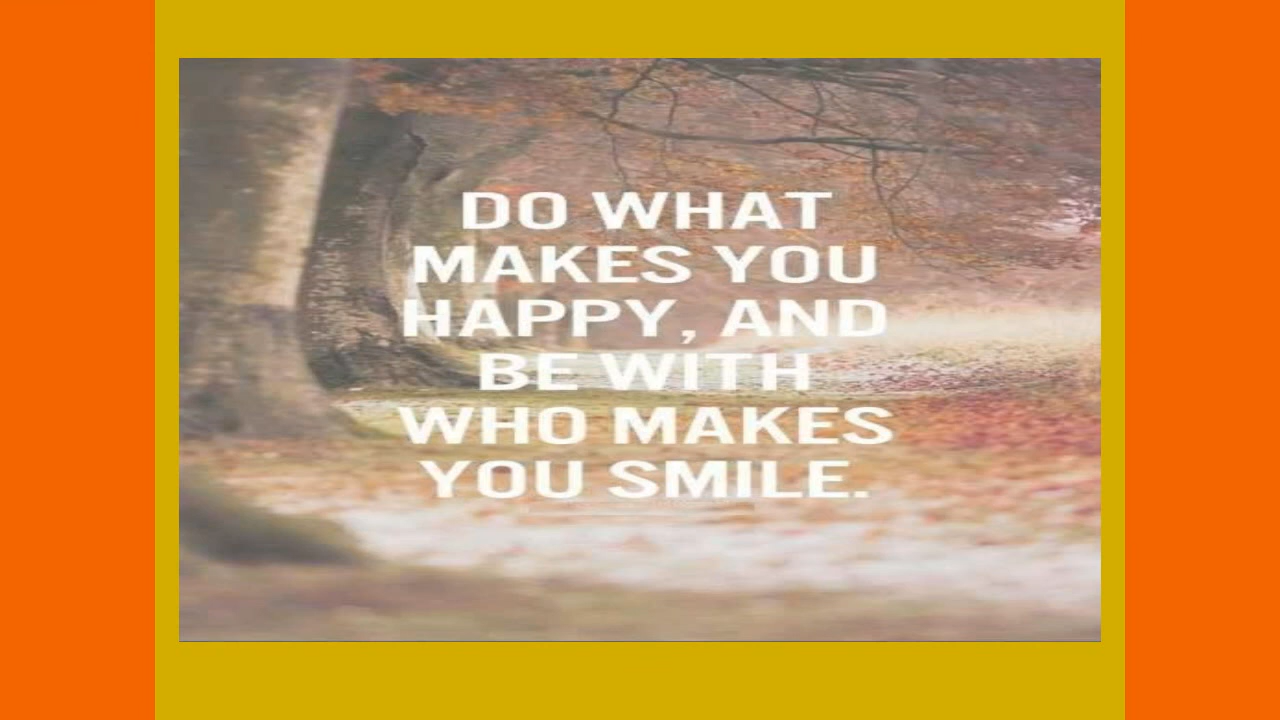 DO WHAT
MAKES YOU
HAPPY, AND
BE WITH
WHO MAKES
YOU SMILE.